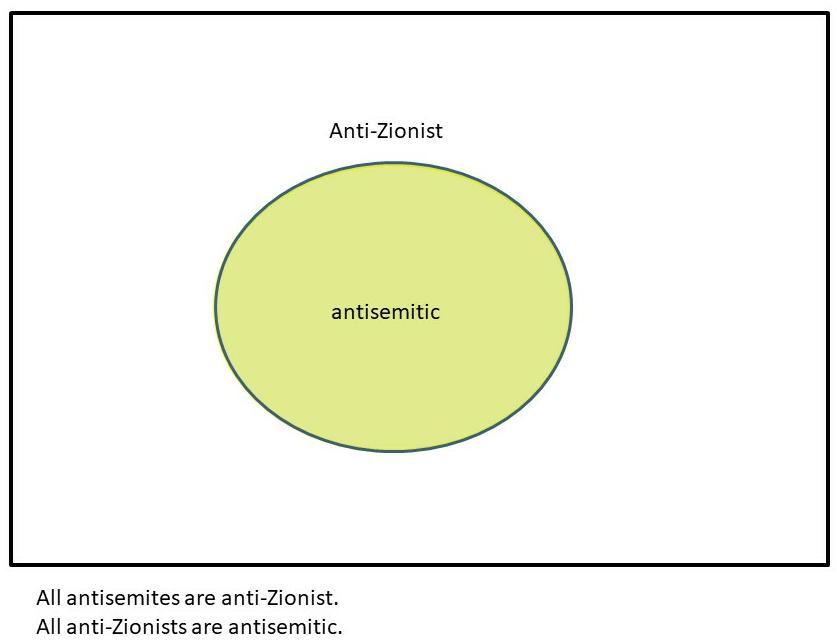 Anti-Zionist
antisemitic
All antisemites are anti-Zionist.
All anti-Zionists are antisemitic.